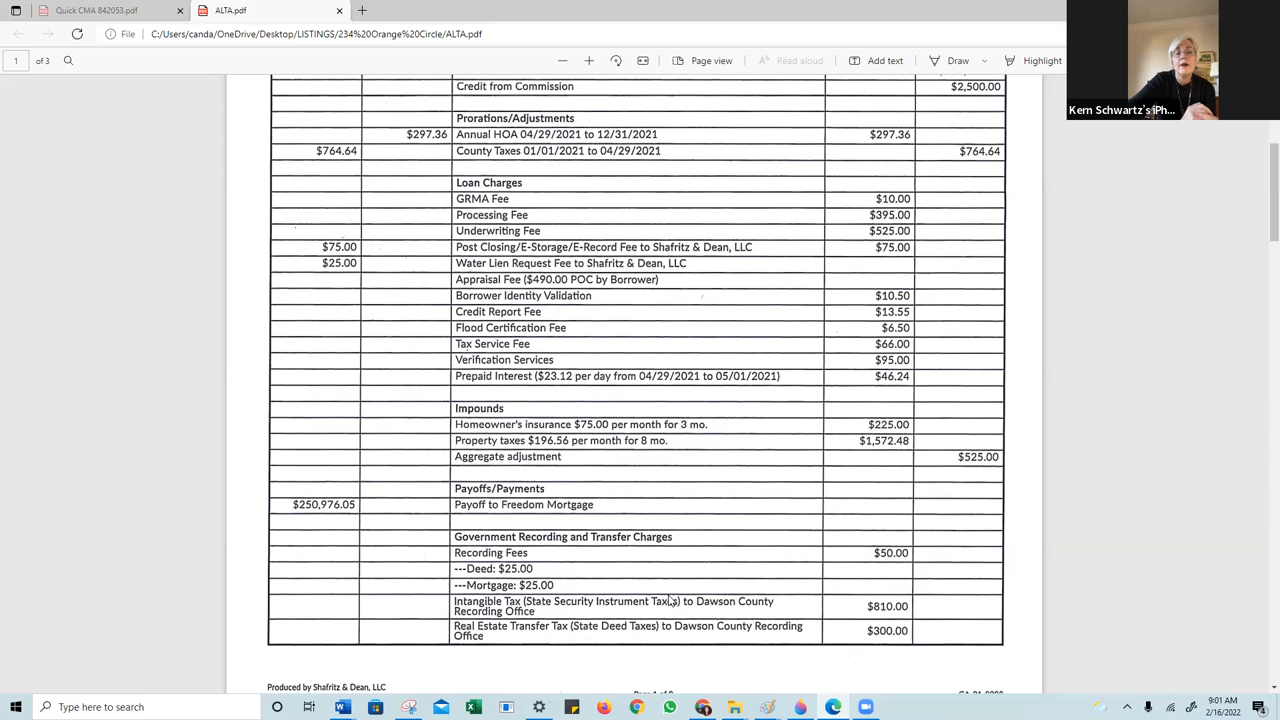 Quick CMA 842053.pdf
ALTA.pdf
File
C:/Users/canda/OneDrive/Desktop/LISTINGS/234%20Orange%20Circle/ALTA.pdf
1 of 3
Page view
Read aloud
Add text
Draw
Highlight
Kern Schwartz's iPh...
Credit from Commission $2,500.00
Prorations/Adjustments
$297.36 Annual HOA 04/29/2021 to 12/31/2021 $297.36
$764.64 County Taxes 01/01/2021 to 04/29/2021 $764.64
Loan Charges
GRMA Fee $10.00
Processing Fee $395.00
Underwriting Fee $525.00
$75.00 Post Closing/E-Storage/E-Record Fee to Shafritz & Dean, LLC $75.00
$25.00 Water Lien Request Fee to Shafritz & Dean, LLC
Appraisal Fee ($490.00 POC by Borrower)
Borrower Identity Validation $10.50
Credit Report Fee $13.55
Flood Certification Fee $6.50
Tax Service Fee $66.00
Verification Services $95.00
Prepaid Interest ($23.12 per day from 04/29/2021 to 05/01/2021) $46.24
Impounds
Homeowner's insurance $75.00 per month for 3 mo. $225.00
Property taxes $196.56 per month for 8 mo. $1,572.48
Aggregate adjustment $525.00
Payoffs/Payments
$250,976.05 Payoff to Freedom Mortgage
Government Recording and Transfer Charges
Recording Fees $50.00
---Deed: $25.00
---Mortgage: $25.00
Intangible Tax (State Security Instrument Taxes) to Dawson County
Recording Office $810.00
Real Estate Transfer Tax (State Deed Taxes) to Dawson County Recording
Office $300.00
Produced by Shafritz & Dean, LLC
Type here to search
9:01 AM
2/16/2022